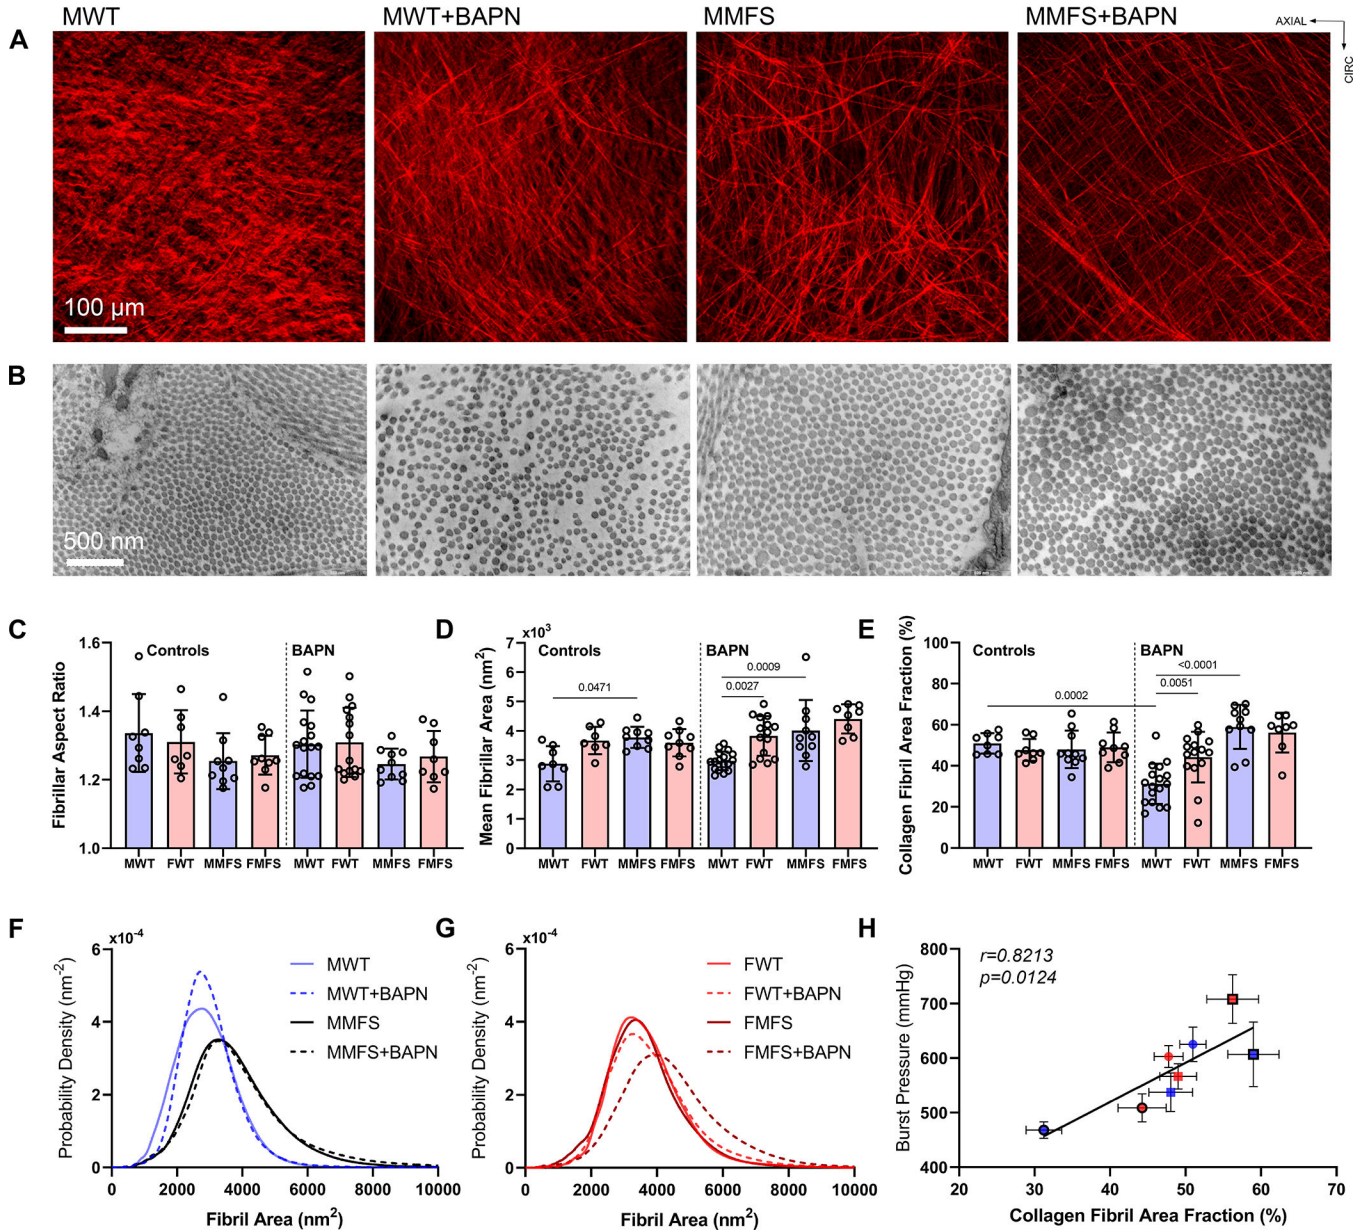 MWT MWT+BAPN MMFS MMFS+BAPN
A
AXIAL
CIRC
100 µm
B
500 nm
C
Fibrillar Aspect Ratio
1.6
1.4
1.2
1.0
Controls BAPN
MWT FWT MMFS FMFS MWT FWT MMFS FMFS
D
x10³
Mean Fibrillar Area (nm²)
7
6
5
4
3
2
1
0
Controls BAPN
0.0471
0.0009
0.0027
MWT FWT MMFS FMFS MWT FWT MMFS FMFS
E
Collagen Fibril Area Fraction (%)
100
80
60
40
20
0
Controls BAPN
<0.0001
0.0051
0.0002
MWT FWT MMFS FMFS MWT FWT MMFS FMFS
F
x10⁻⁴
Probability Density (nm⁻²)
6
4
2
0
MWT
MWT+BAPN
MMFS
MMFS+BAPN
0 2000 4000 6000 8000 10000
Fibril Area (nm²)
G
x10⁻⁴
Probability Density (nm⁻²)
6
4
2
0
FWT
FWT+BAPN
FMFS
FMFS+BAPN
0 2000 4000 6000 8000 10000
Fibril Area (nm²)
H
r=0.8213
p=0.0124
Burst Pressure (mmHg)
800
700
600
500
400
20 30 40 50 60 70
Collagen Fibril Area Fraction (%)